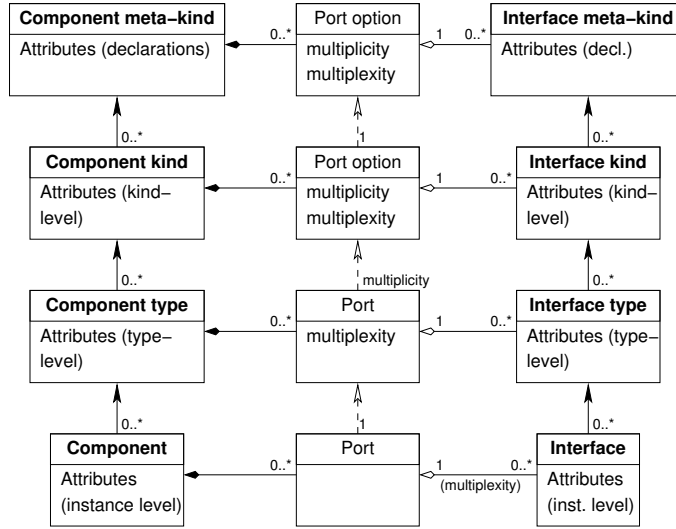 Component meta-kind
Attributes (declarations)
0..*
Port option
multiplicity
multiplexity
1
0..*
Interface meta-kind
Attributes (decl.)
0..*
1
0..*
Component kind
Attributes (kind-
level)
0..*
Port option
multiplicity
multiplexity
1
0..*
Interface kind
Attributes (kind-
level)
0..*
multiplicity
0..*
Component type
Attributes (type-
level)
0..*
Port
multiplexity
1
0..*
Interface type
Attributes (type-
level)
0..*
1
0..*
Component
Attributes
(instance level)
0..*
Port
1
0..*
(multiplexity)
Interface
Attributes
(inst. level)